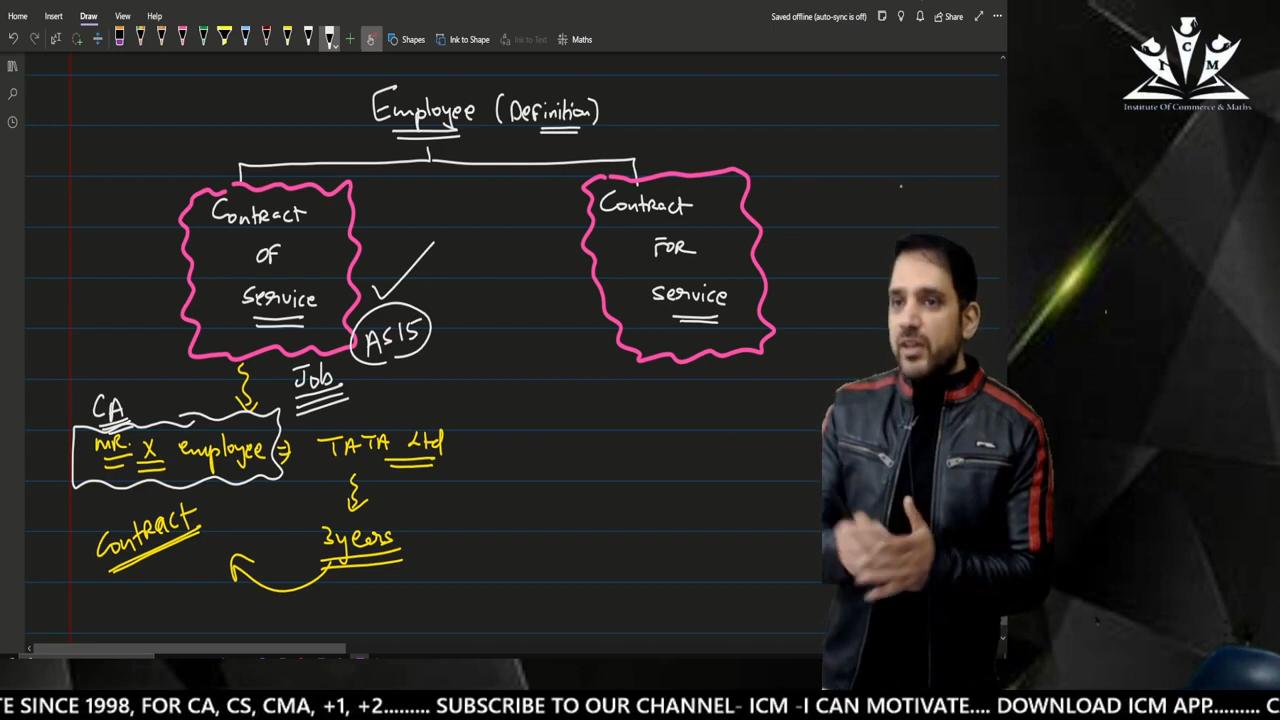 Home Insert Draw View Help
Saved offline (auto-sync is off) Share
Shapes Ink to Shape Ink to Text Maths
I C M
Institute Of Commerce & Maths
Employee (Definition)
Contract
OF
Service
Contract
FOR
Service
AS15
Job
CA
MR. X employee ⇒ TATA Ltd
3years
Contract
TE SINCE 1998, FOR CA, CS, CMA, +1, +2........ SUBSCRIBE TO OUR CHANNEL- ICM -I CAN MOTIVATE.... DOWNLOAD ICM APP......... C